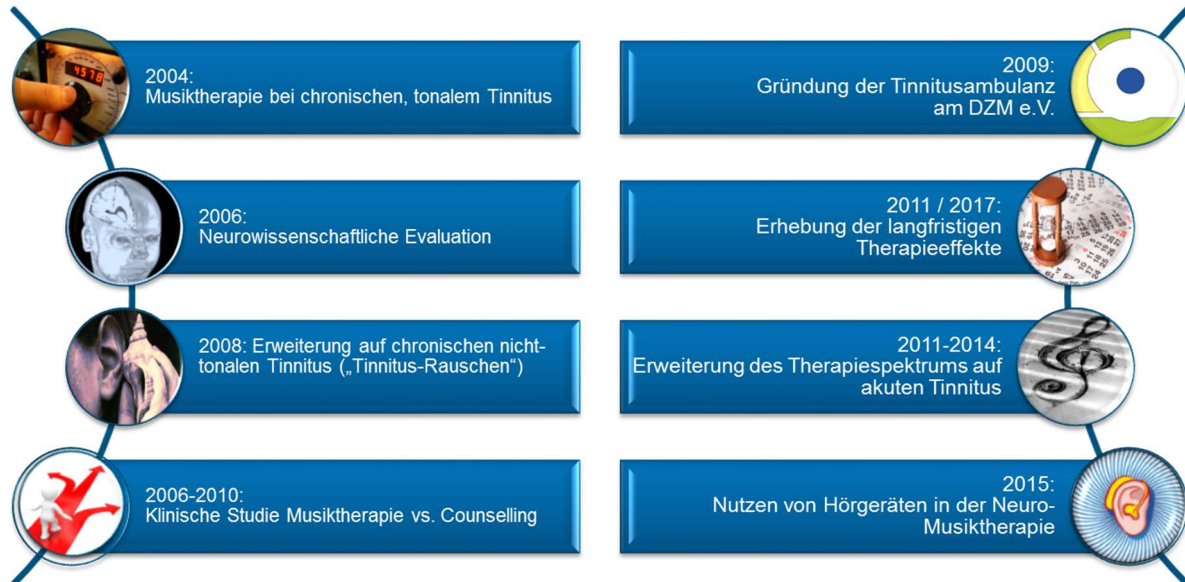 2004:
Musiktherapie bei chronischen, tonalem Tinnitus
2006:
Neurowissenschaftliche Evaluation
2008: Erweiterung auf chronischen nicht-
tonalen Tinnitus („Tinnitus-Rauschen“)
2006-2010:
Klinische Studie Musiktherapie vs. Counselling
2009:
Gründung der Tinnitusambulanz
am DZM e.V.
2011 / 2017:
Erhebung der langfristigen
Therapieeffekte
2011-2014:
Erweiterung des Therapiespektrums auf
akuten Tinnitus
2015:
Nutzen von Hörgeräten in der Neuro-
Musiktherapie
4578